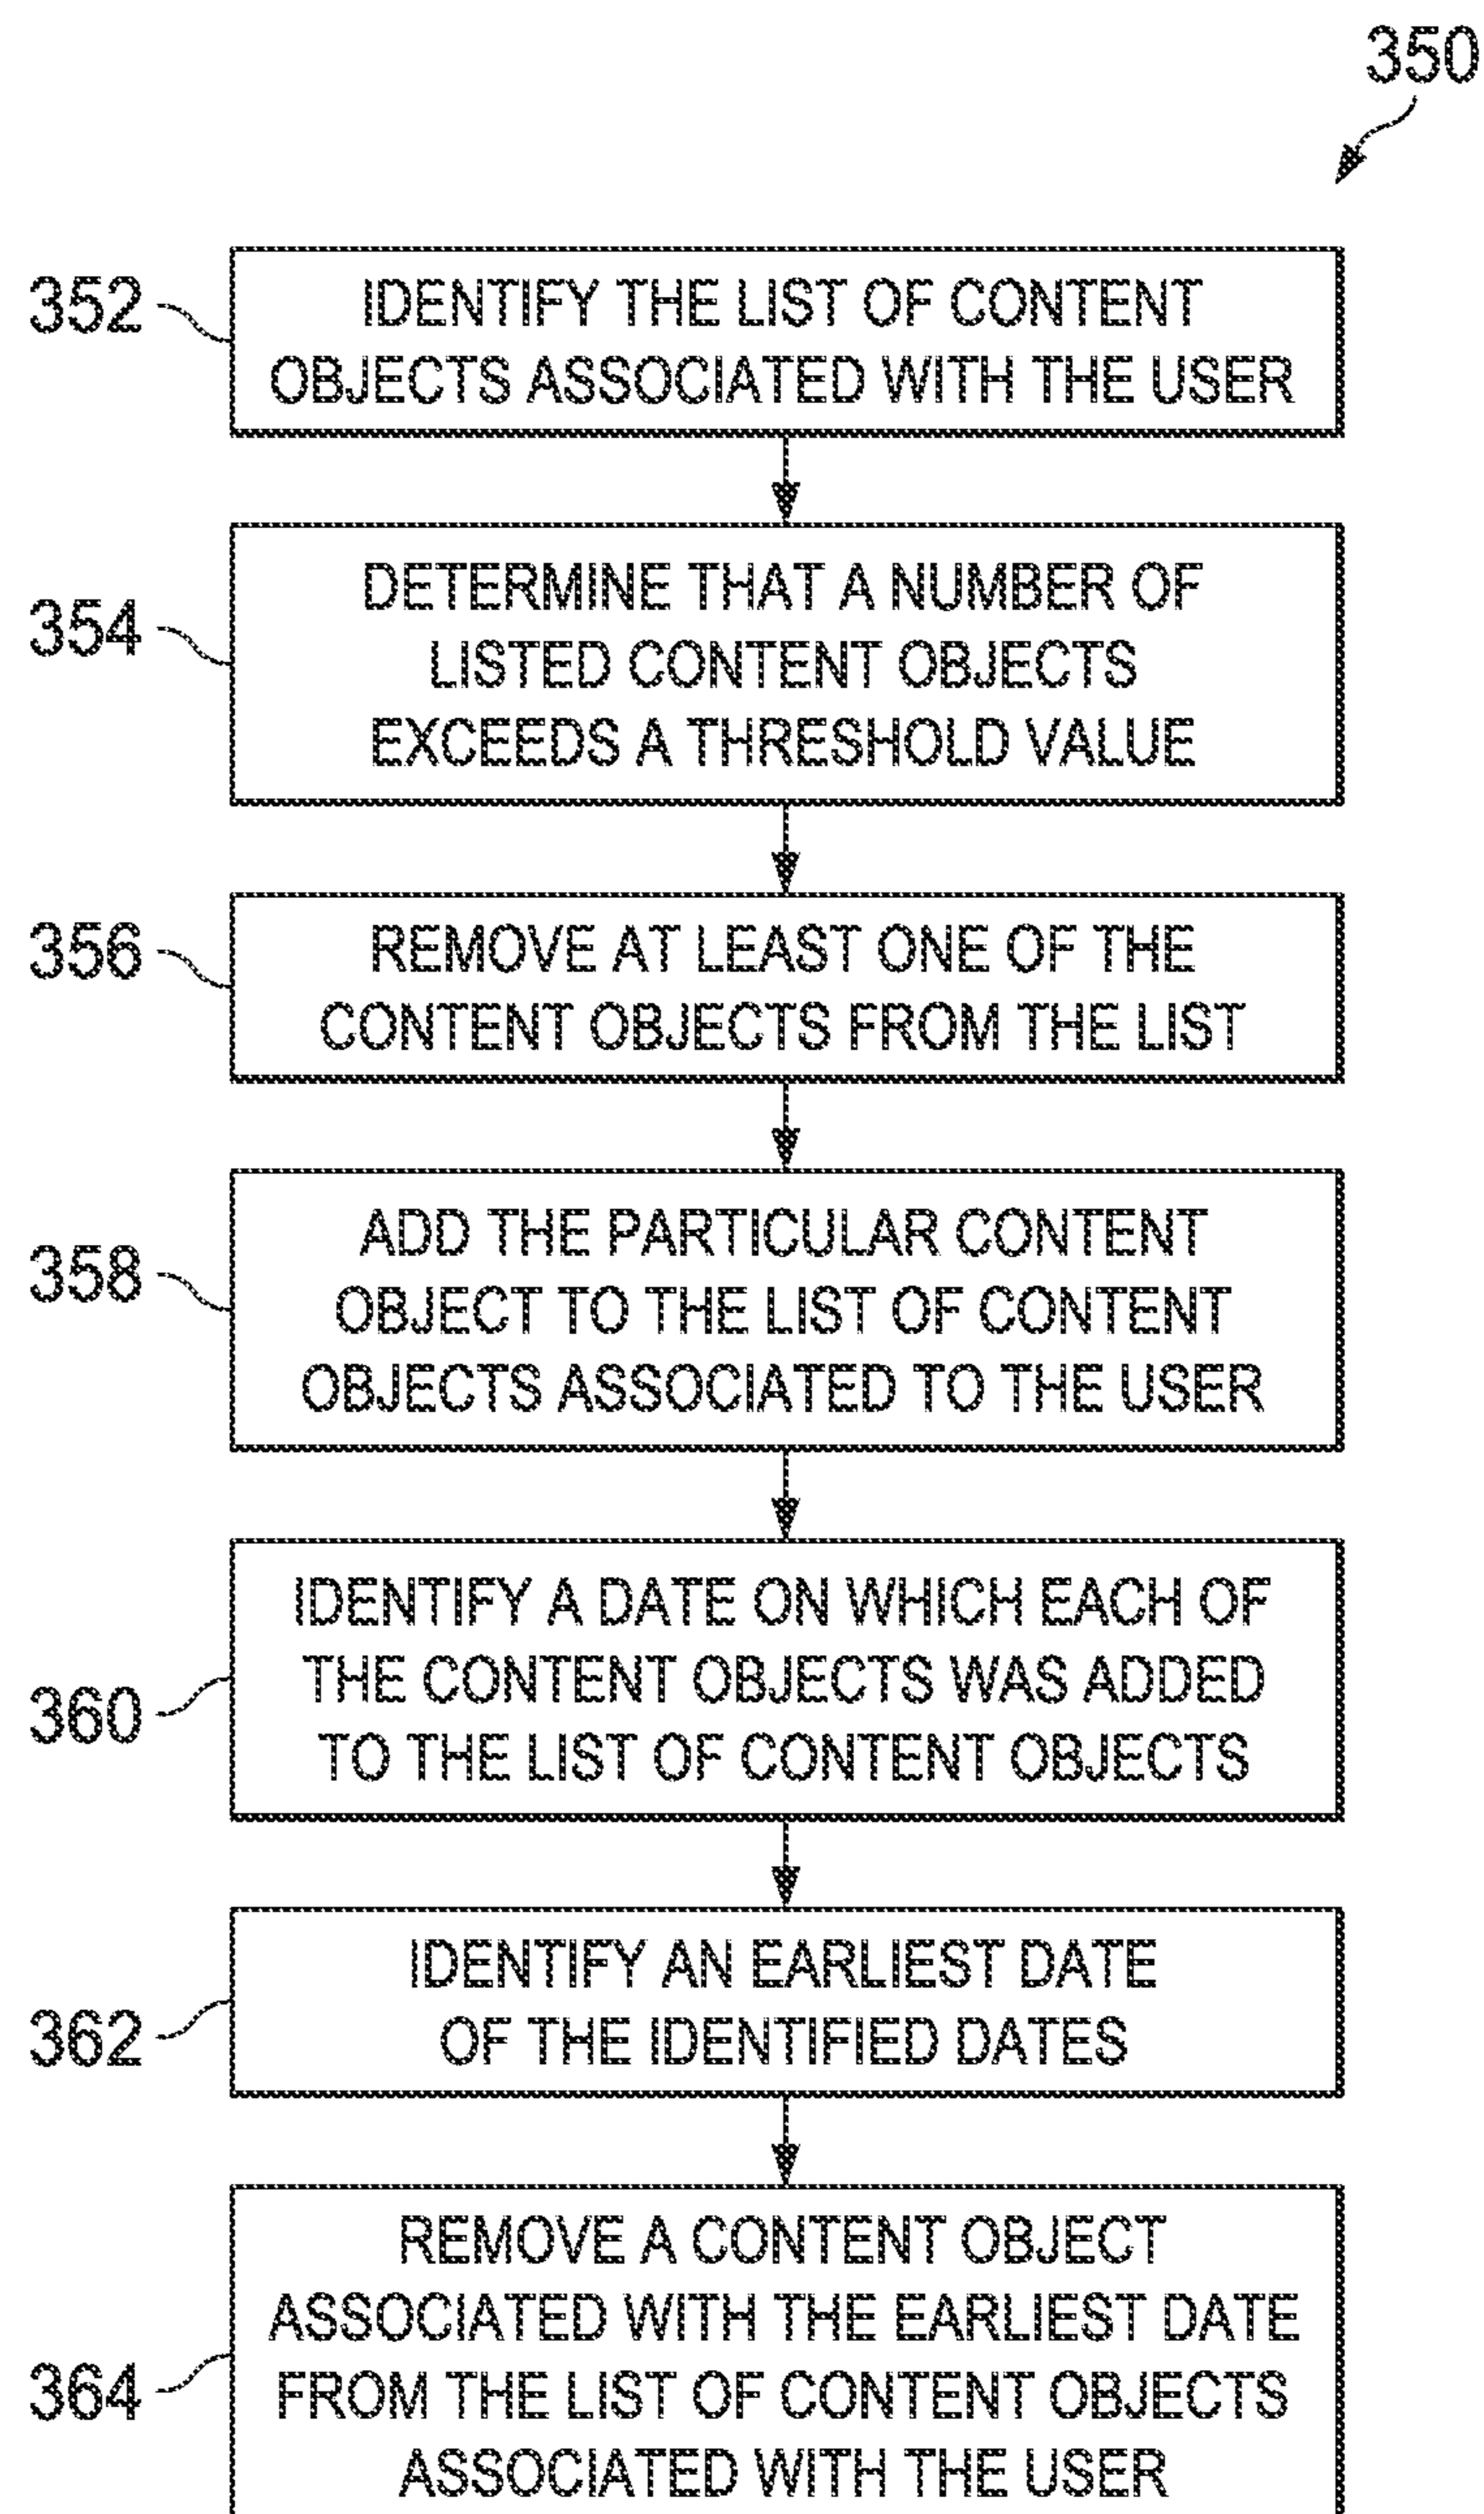 350
352
IDENTIFY THE LIST OF CONTENT
OBJECTS ASSOCIATED WITH THE USER
354
DETERMINE THAT A NUMBER OF
LISTED CONTENT OBJECTS
EXCEEDS A THRESHOLD VALUE
356
REMOVE AT LEAST ONE OF THE
CONTENT OBJECTS FROM THE LIST
358
ADD THE PARTICULAR CONTENT
OBJECT TO THE LIST OF CONTENT
OBJECTS ASSOCIATED TO THE USER
360
IDENTIFY A DATE ON WHICH EACH OF
THE CONTENT OBJECTS WAS ADDED
TO THE LIST OF CONTENT OBJECTS
362
IDENTIFY AN EARLIEST DATE
OF THE IDENTIFIED DATES
364
REMOVE A CONTENT OBJECT
ASSOCIATED WITH THE EARLIEST DATE
FROM THE LIST OF CONTENT OBJECTS
ASSOCIATED WITH THE USER